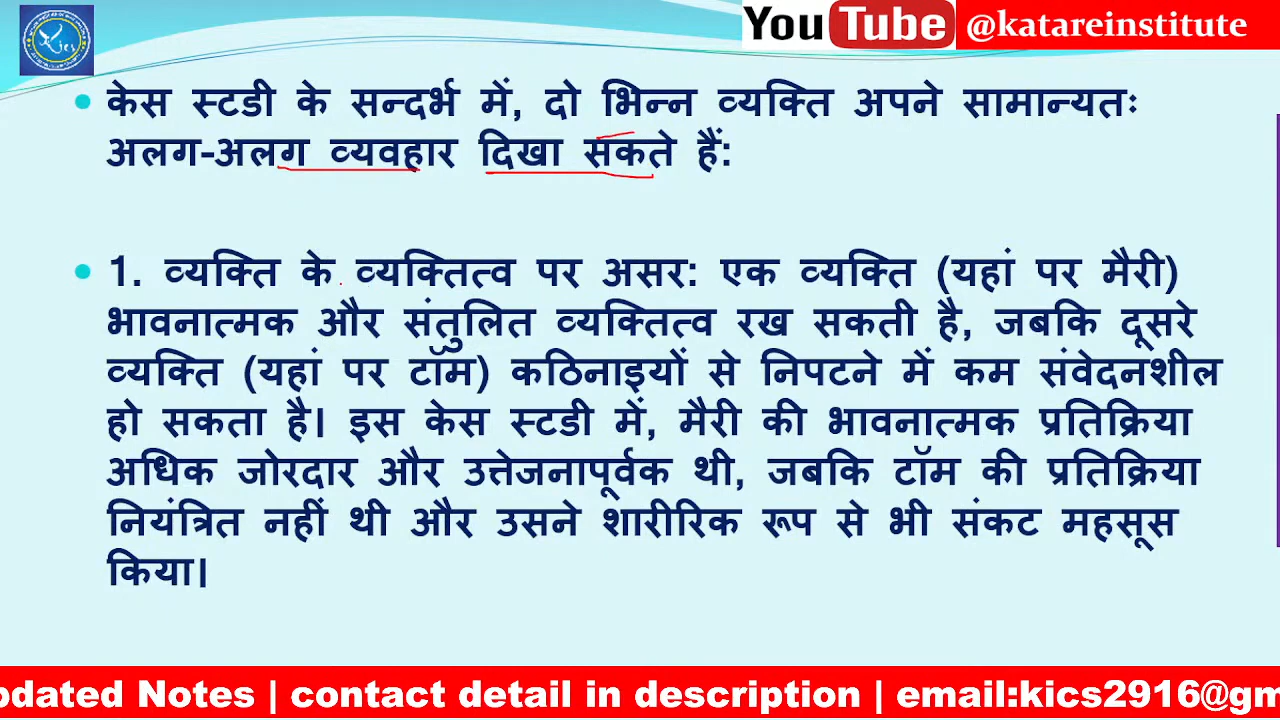 YouTube @katareinstitute
केस स्टडी के सन्दर्भ में, दो भिन्न व्यक्ति अपने सामान्यतः
अलग-अलग व्यवहार दिखा सकते हैं:
1. व्यक्ति के व्यक्तित्व पर असर: एक व्यक्ति (यहां पर मैरी)
भावनात्मक और संतुलित व्यक्तित्व रख सकती है, जबकि दूसरे
व्यक्ति (यहां पर टॉम) कठिनाइयों से निपटने में कम संवेदनशील
हो सकता है। इस केस स्टडी में, मैरी की भावनात्मक प्रतिक्रिया
अधिक जोरदार और उत्तेजनापूर्वक थी, जबकि टॉम की प्रतिक्रिया
नियंत्रित नहीं थी और उसने शारीरिक रूप से भी संकट महसूस
किया।
pdated Notes | contact detail in description | email:kics2916@gm